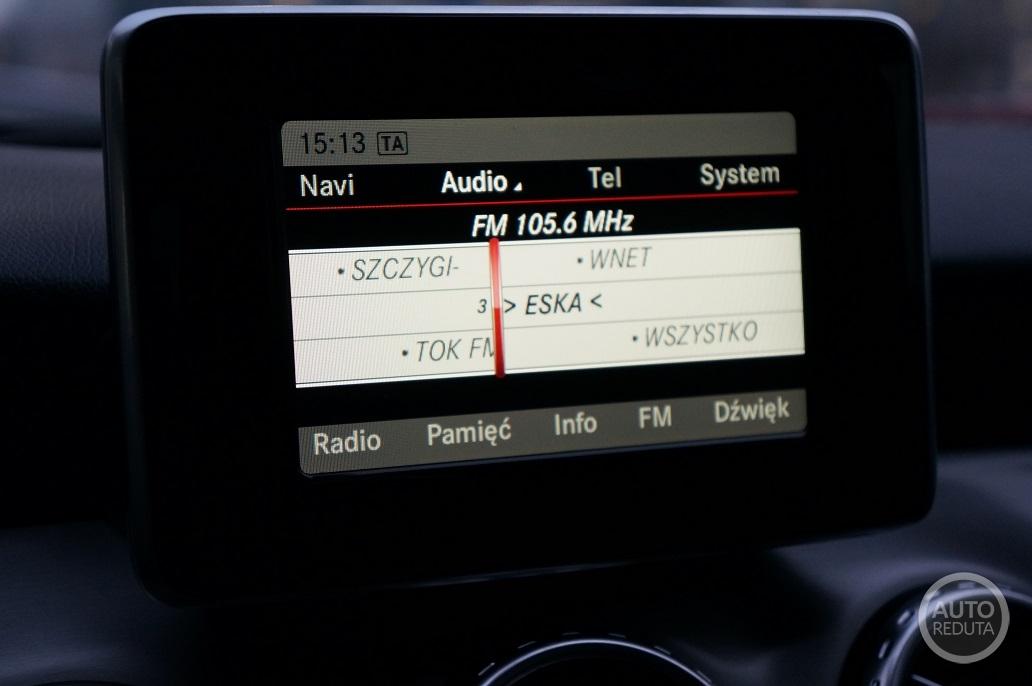 15:13 TA
Navi Audio Tel System
FM 105.6 MHz
• SZCZYGI- • WNET
3 > ESKA <
• TOK FM • WSZYSTKO
Radio Pamięć Info FM Dźwięk
AUTO
REDUTA